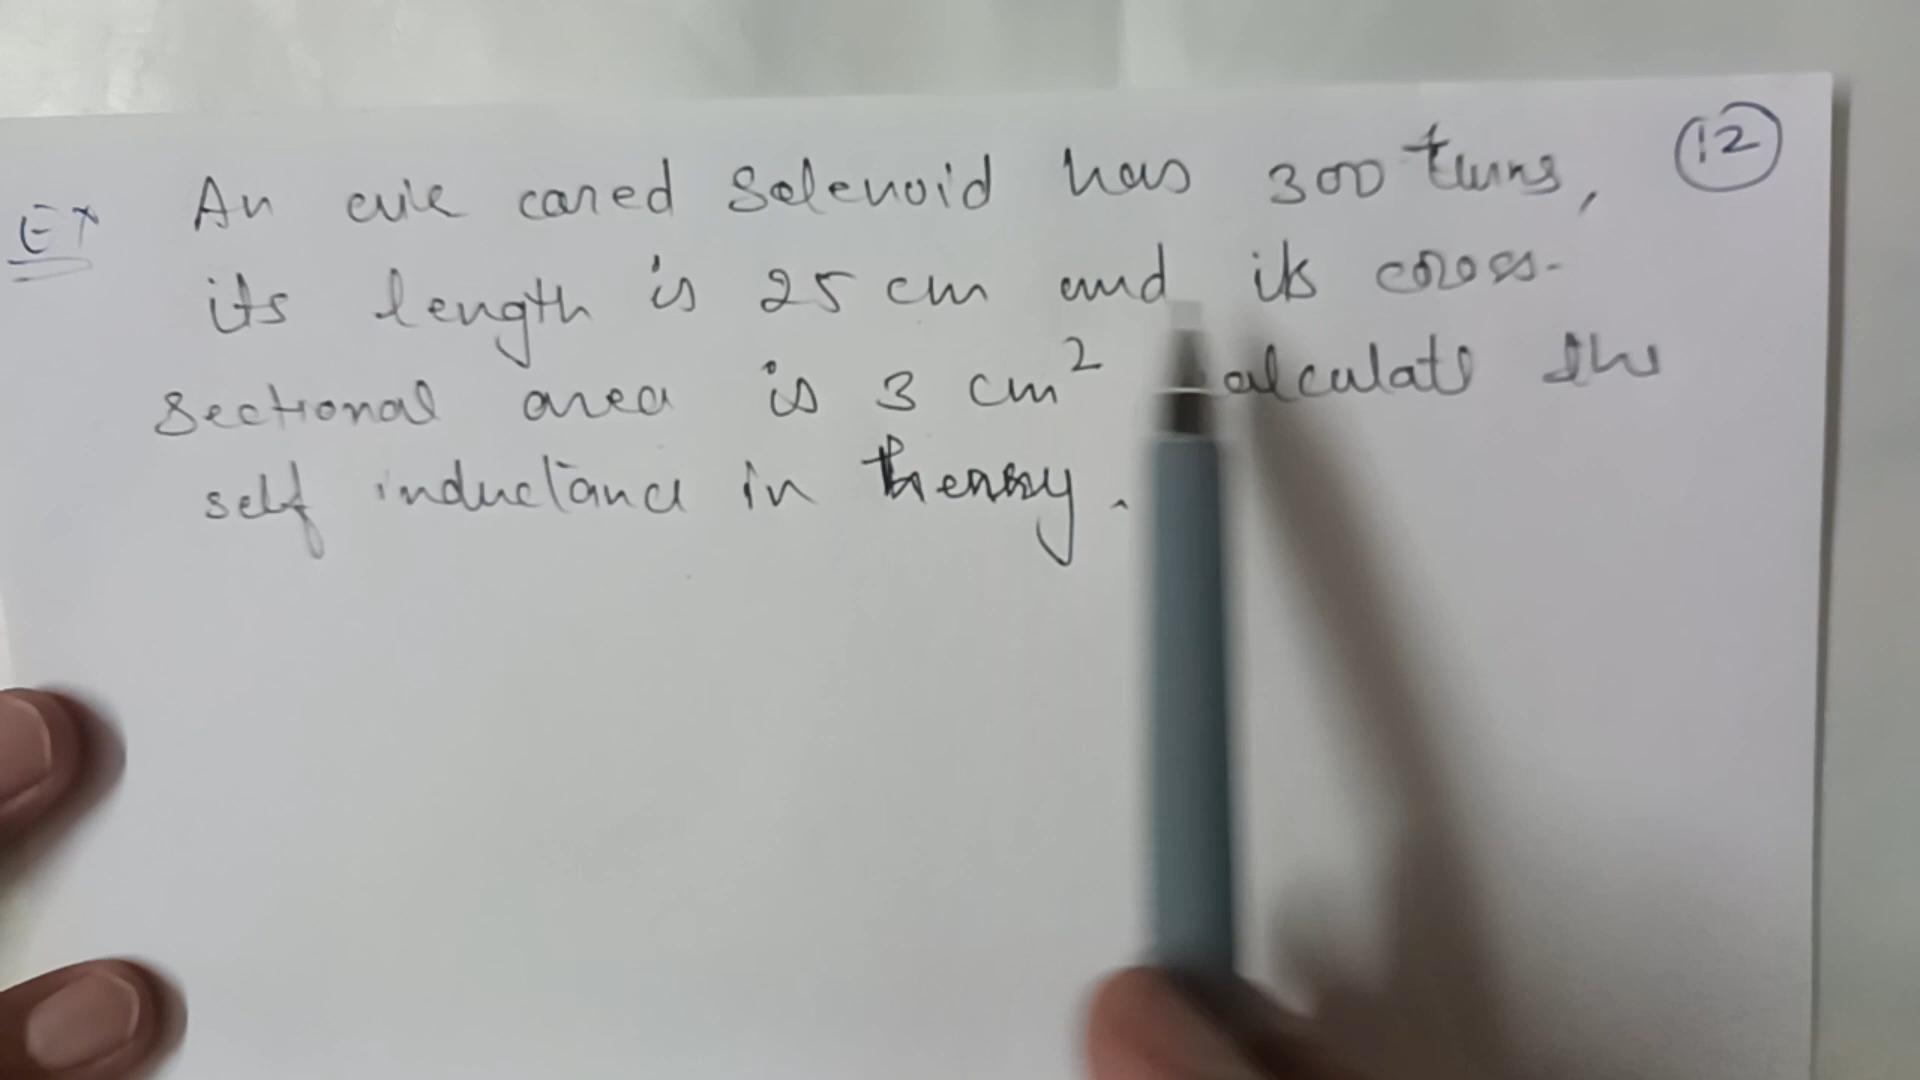 Ex An air cored solenoid has 300 turns, (12)
its length is 25 cm and its cross-
sectional area is 3 cm² calculate the
self inductance in henry.